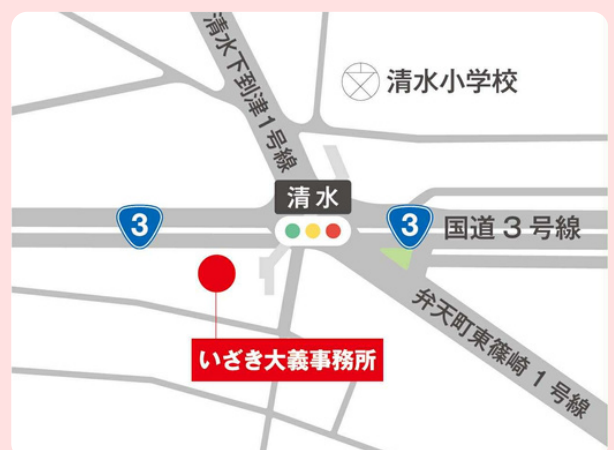 清水下到津1号線
清水小学校
清水
3
3
国道3号線
いざき大義事務所
弁天町東篠崎1号線